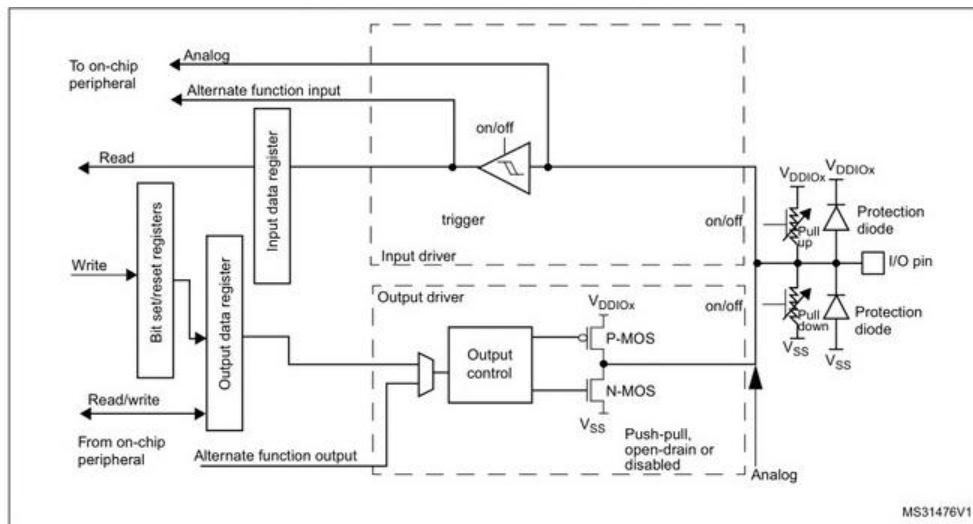 To on-chip
peripheral
Analog
Alternate function input
on/off
Read
Input data register
trigger
Input driver
on/off
VDDIOx
VDDIOx
Pull
up
Protection
diode
I/O pin
Write
Bit set/reset registers
Output data register
Output driver
VDDIOx
P-MOS
Output
control
N-MOS
VSS
Push-pull,
open-drain or
disabled
on/off
Pull
down
Protection
diode
VSS
VSS
Read/write
From on-chip
peripheral
Alternate function output
Analog
MS31476V1